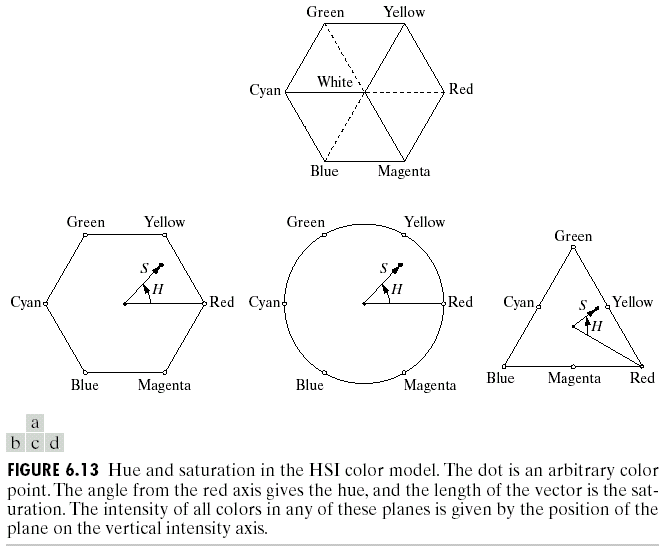 Green Yellow
Cyan White Red
Blue Magenta
Green Yellow
S
H
Cyan Red
Blue Magenta
Green Yellow
S
H
Cyan Red
Blue Magenta
Green
Cyan S Yellow
H
Blue Magenta Red
a
b c d
FIGURE 6.13 Hue and saturation in the HSI color model. The dot is an arbitrary color
point. The angle from the red axis gives the hue, and the length of the vector is the sat-
uration. The intensity of all colors in any of these planes is given by the position of the
plane on the vertical intensity axis.